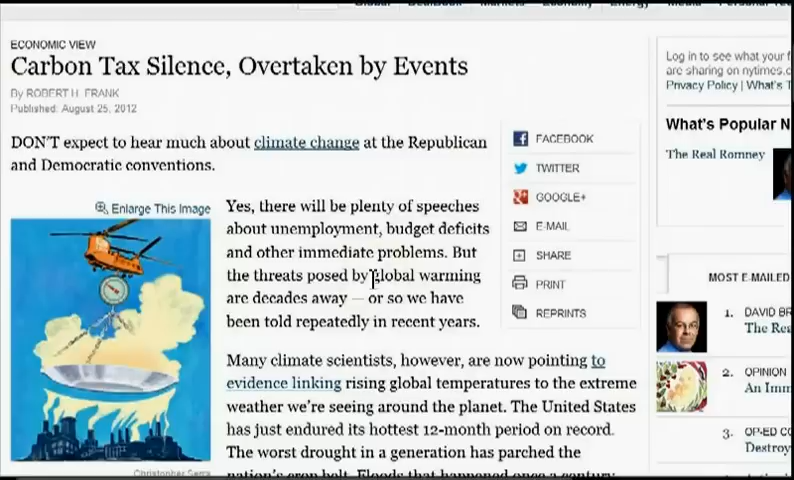 ECONOMIC VIEW
Carbon Tax Silence, Overtaken by Events
By ROBERT H. FRANK
Published: August 25, 2012
DON'T expect to hear much about climate change at the Republican
and Democratic conventions.
Enlarge This Image
Yes, there will be plenty of speeches
about unemployment, budget deficits
and other immediate problems. But
the threats posed by global warming
are decades away — or so we have
been told repeatedly in recent years.
Many climate scientists, however, are now pointing to
evidence linking rising global temperatures to the extreme
weather we're seeing around the planet. The United States
has just endured its hottest 12-month period on record.
The worst drought in a generation has parched the
nation's crop belt. Floods that happened once a century
FACEBOOK
TWITTER
GOOGLE+
E-MAIL
SHARE
PRINT
REPRINTS
Log in to see what your f
are sharing on nytimes.c
Privacy Policy | What's T
What's Popular N
The Real Romney
MOST E-MAILED
1. DAVID BR
The Rea
2. OPINION
An Imm
3. OP-ED CO
Destroy